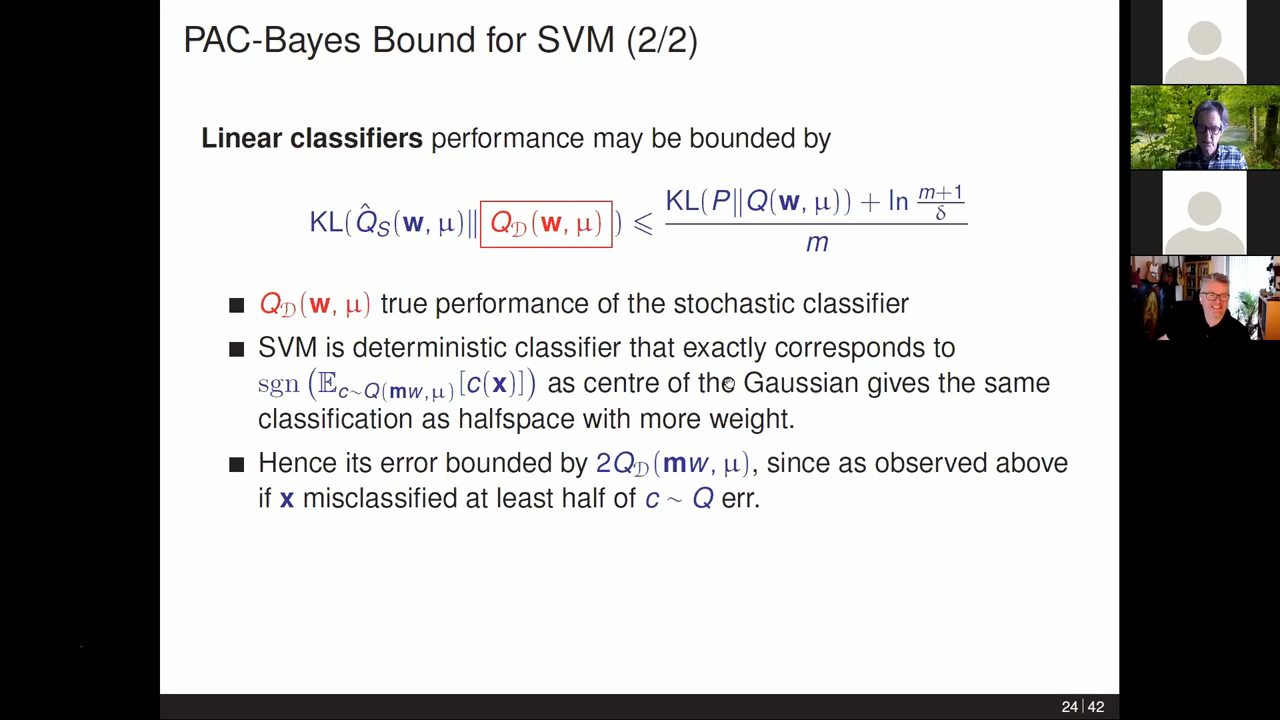 PAC-Bayes Bound for SVM (2/2)
Linear classifiers performance may be bounded by
KL(Q̂_S(w, μ)‖ Q_𝒟(w, μ) ) ⩽ (KL(P‖Q(w, μ)) + ln (m+1)/δ) / m
■ Q_𝒟(w, μ) true performance of the stochastic classifier
■ SVM is deterministic classifier that exactly corresponds to
sgn (𝔼_{c∼Q(mw,μ)}[c(x)]) as centre of the Gaussian gives the same
classification as halfspace with more weight.
■ Hence its error bounded by 2Q_𝒟(mw, μ), since as observed above
if x misclassified at least half of c ∼ Q err.
24 | 42